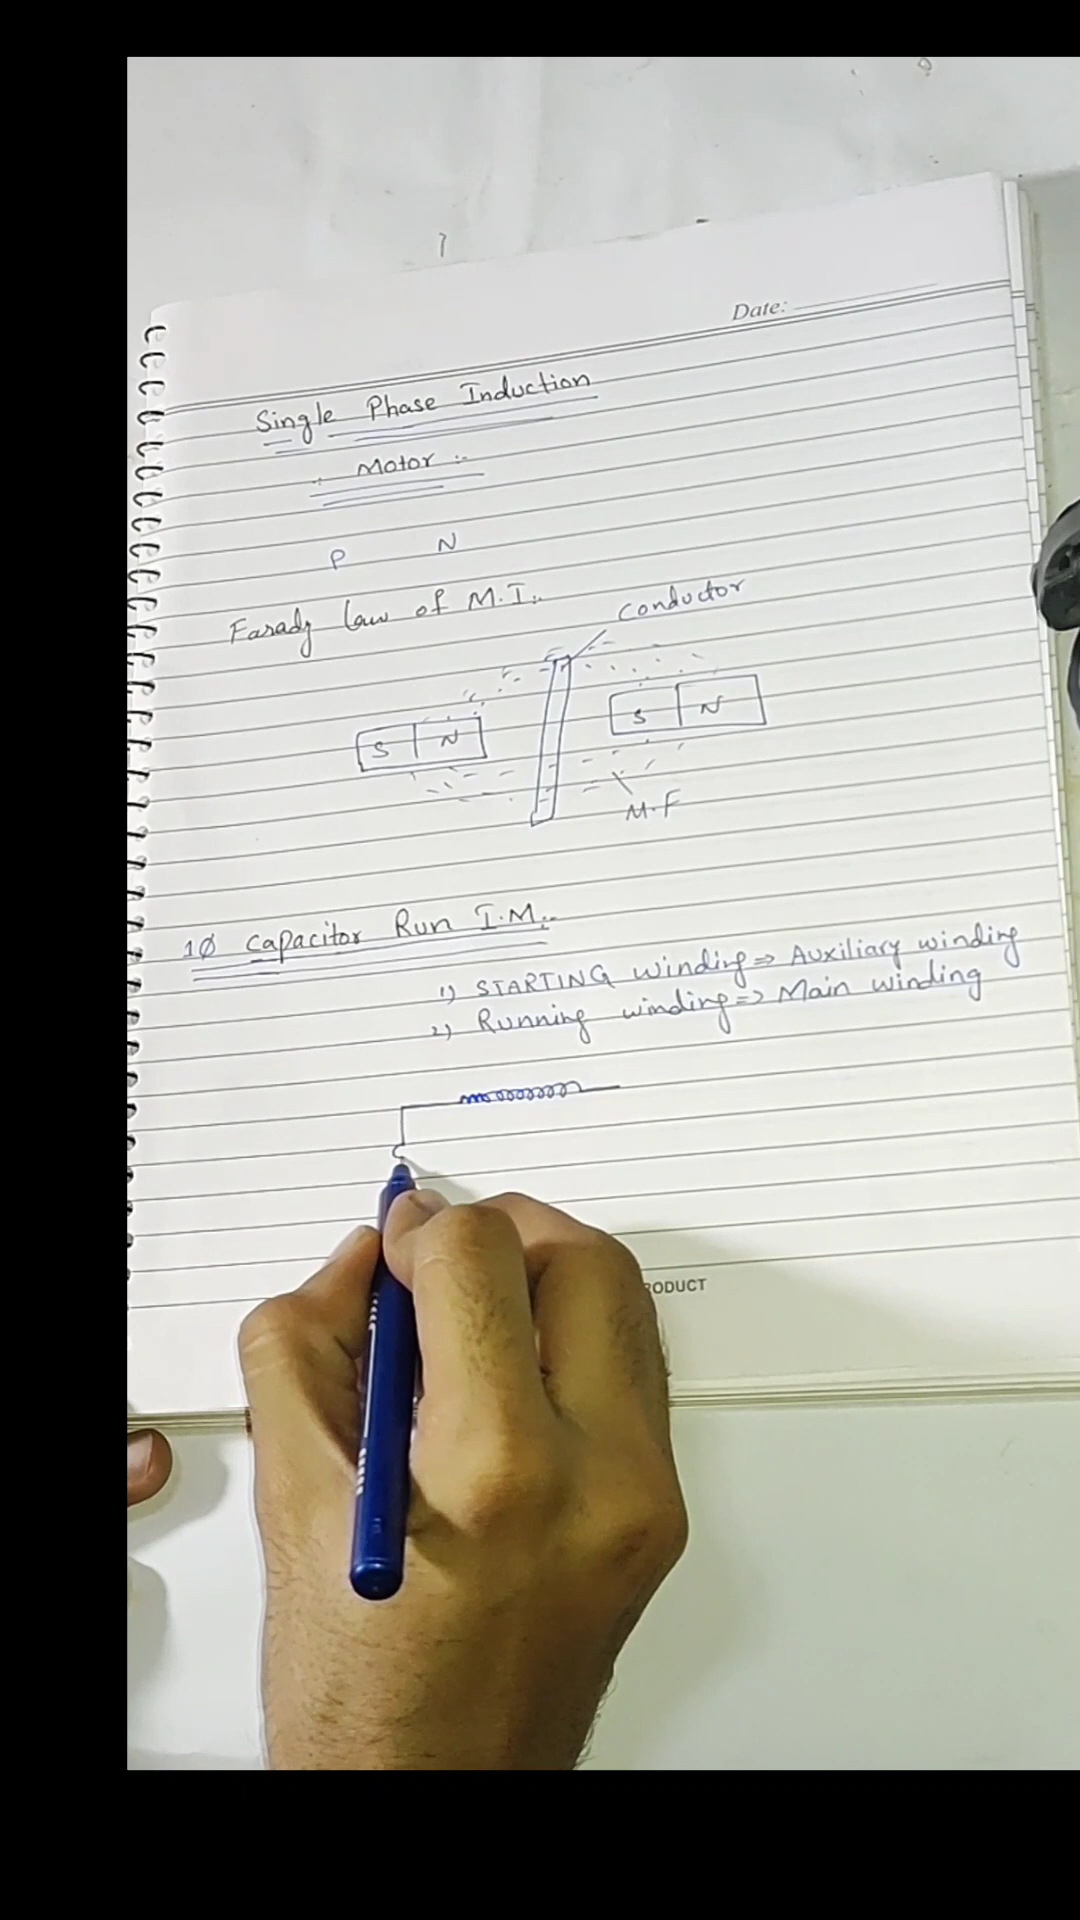 Date:
Single Phase Induction
:. Motor :-
P N
Farady law of M.I:.
Conductor
S N
S N
M.F
1Ø Capacitor Run I.M:-
1) STARTING winding => Auxiliary winding
2) Running winding => Main winding
RODUCT